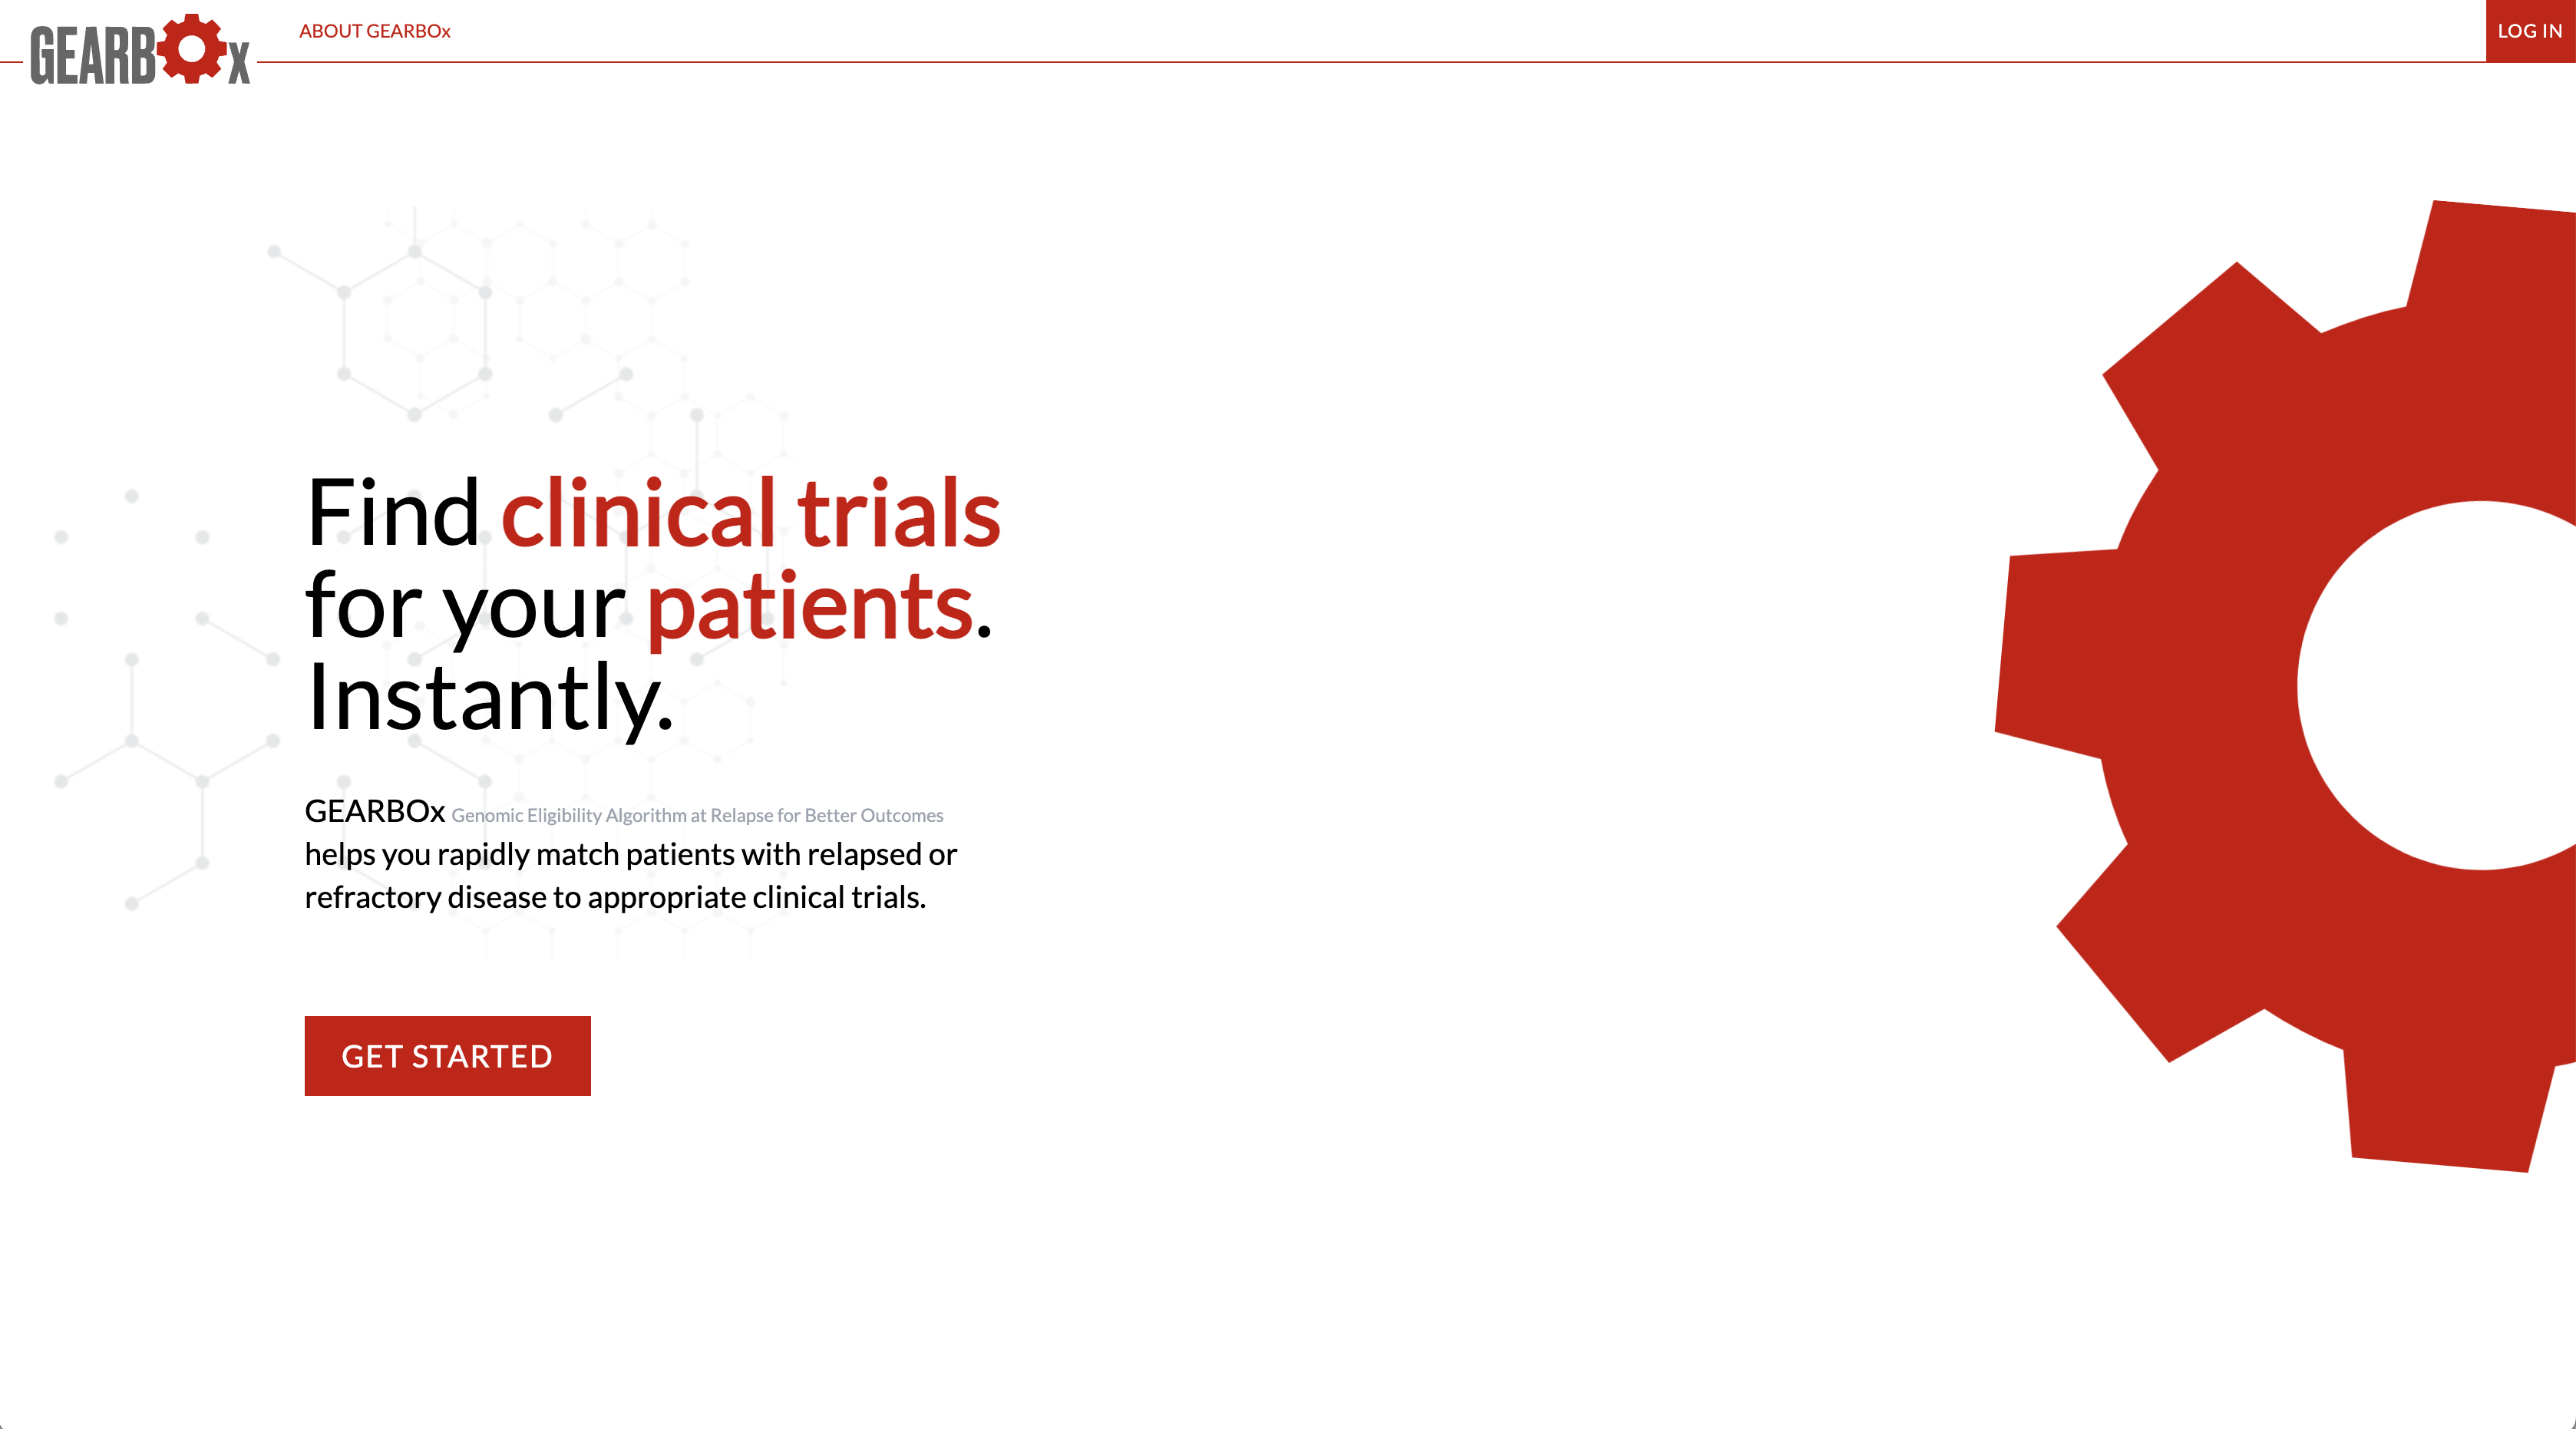 GEARBOx
ABOUT GEARBOx
LOG IN
Find clinical trials
for your patients.
Instantly.
GEARBOx Genomic Eligibility Algorithm at Relapse for Better Outcomes
helps you rapidly match patients with relapsed or
refractory disease to appropriate clinical trials.
GET STARTED